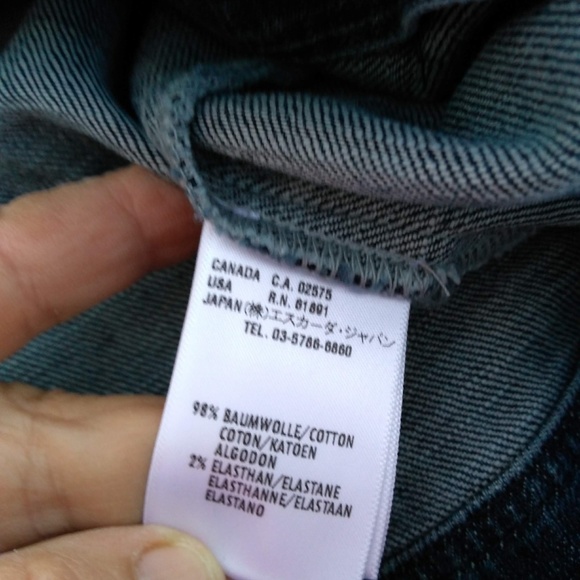 CANADA C.A. 02575
USA R.N. 61691
JAPAN (株)エスカーダ・ジャパン
TEL. 03-5786-6860
98% BAUMWOLLE/COTTON
COTON/KATOEN
ALGODON
2% ELASTHAN/ELASTANE
ELASTHANNE/ELASTAAN
ELASTANO